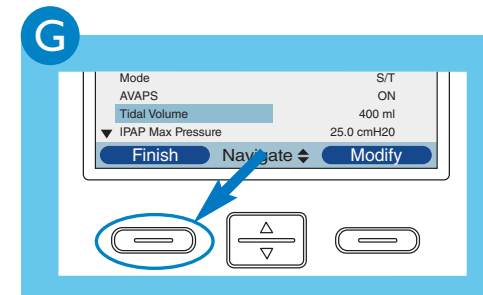 G
Mode S/T
AVAPS ON
Tidal Volume 400 ml
IPAP Max Pressure 25.0 cmH20
Finish Navigate Modify